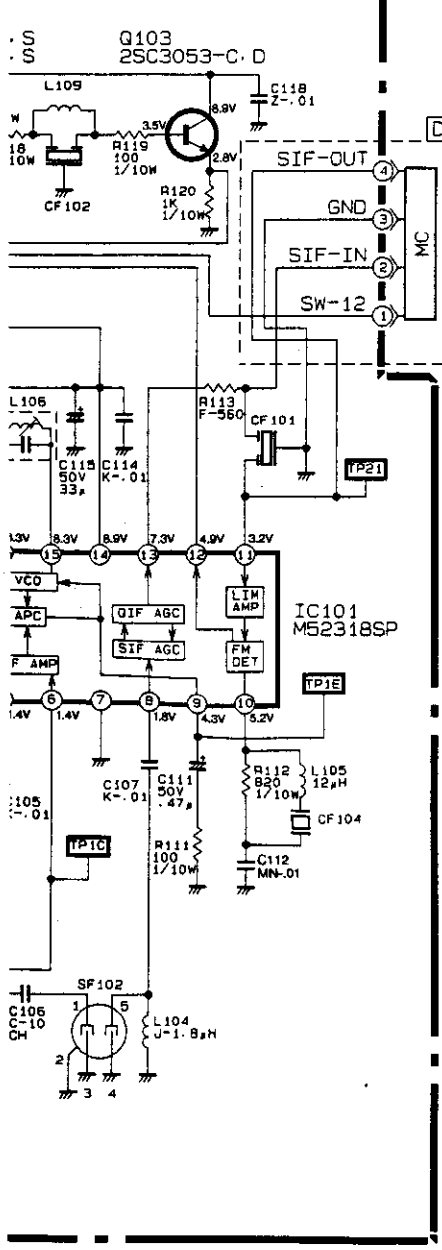 . S
. S
Q103
2SC3053-C, D
L109
C118
Z-.01
8.9V
W
3.5V
18
10W
R119
100
1/10W
2.8V
CF102
R120
1K
1/10W
D
SIF-OUT
4
GND
3
SIF-IN
2
SW-12
1
MC
L106
R113
F-560
CF101
C115
50V
33μ
C114
K-.01
TP21
8.3V
8.9V
7.3V
4.9V
3.2V
15
14
13
12
11
VCO
APC
F AMP
QIF AGC
SIF AGC
LIM
AMP
FM
DET
IC101
M52318SP
TP1E
6
7
8
9
10
1.4V
1.4V
1.8V
4.3V
5.2V
C107
K-.01
C111
50V
.47μ
R112
820
1/10W
L105
12μH
CF104
C105
K-.01
TP1C
R111
100
1/10W
C112
MN-.01
SF102
C106
C-10
CH
1
5
2
3
4
L104
J-1.8μH